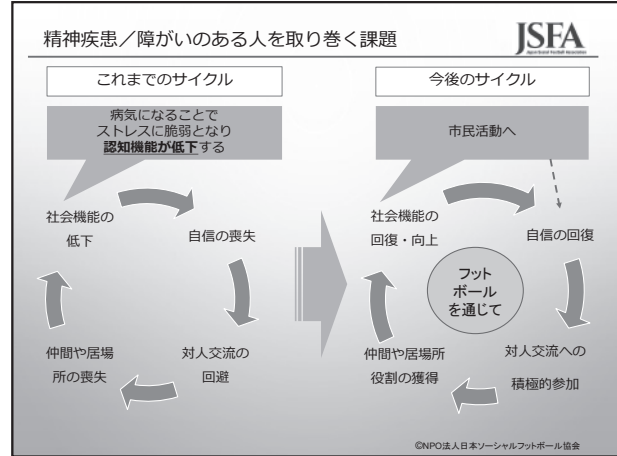 精神疾患／障がいのある人を取り巻く課題
JSFA
これまでのサイクル
病気になることで
ストレスに脆弱となり
認知機能が低下する
社会機能の
低下
自信の喪失
対人交流の
回避
仲間や居場
所の喪失
今後のサイクル
市民活動へ
社会機能の
回復・向上
自信の回復
フット
ボール
を通じて
対人交流への
積極的参加
仲間や居場所
役割の獲得
©NPO法人日本ソーシャルフットボール協会